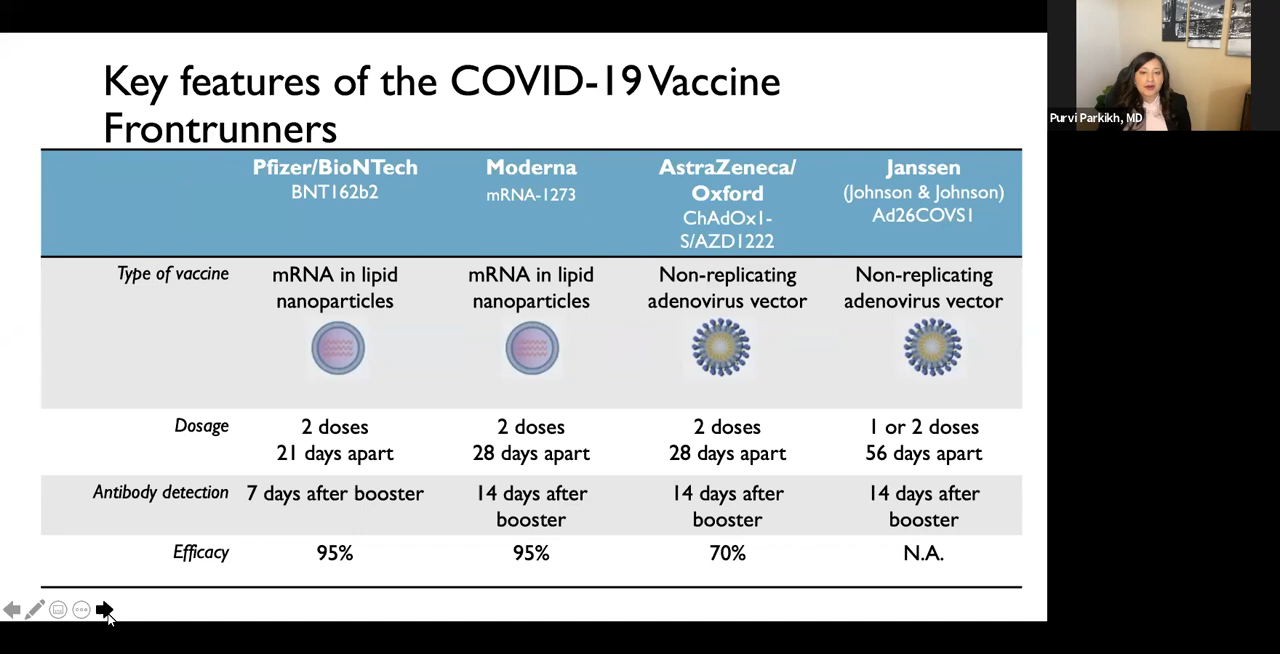 Key features of the COVID-19 Vaccine
Frontrunners
Purvi Parkikh, MD
Pfizer/BioNTech
BNT162b2
Moderna
mRNA-1273
AstraZeneca/
Oxford
ChAdOx1-
S/AZD1222
Janssen
(Johnson & Johnson)
Ad26COVS1
Type of vaccine
mRNA in lipid
nanoparticles
mRNA in lipid
nanoparticles
Non-replicating
adenovirus vector
Non-replicating
adenovirus vector
Dosage
2 doses
21 days apart
2 doses
28 days apart
2 doses
28 days apart
1 or 2 doses
56 days apart
Antibody detection
7 days after booster
14 days after
booster
14 days after
booster
14 days after
booster
Efficacy
95%
95%
70%
N.A.